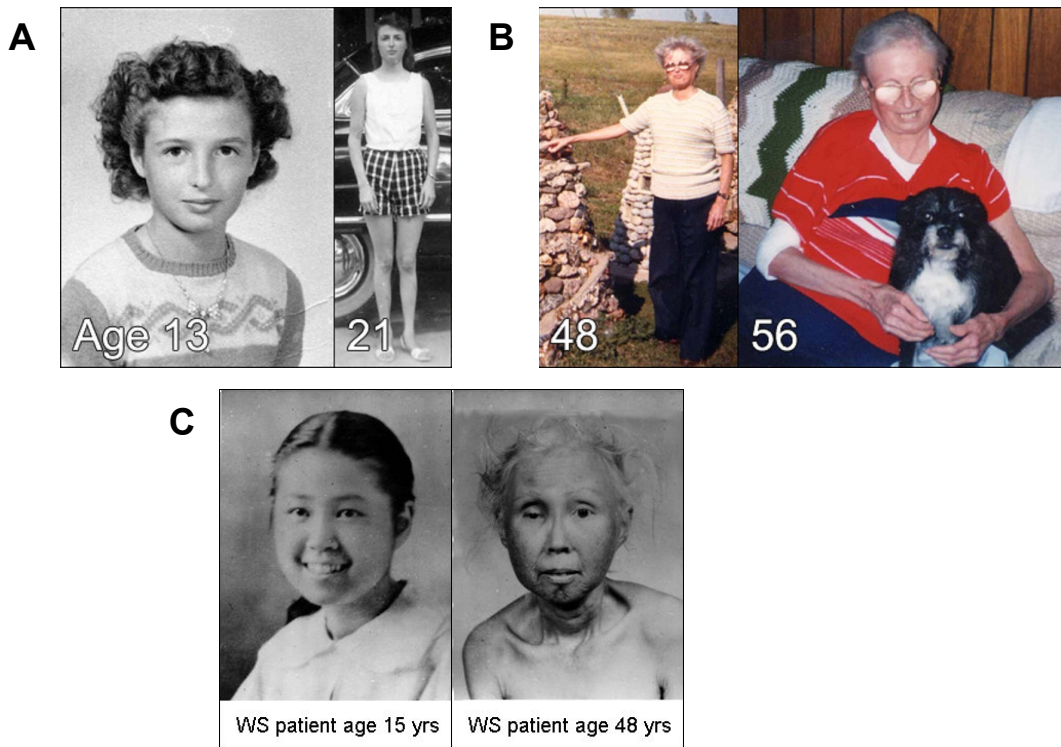 A
B
Age 13
21
48
56
C
WS patient age 15 yrs
WS patient age 48 yrs